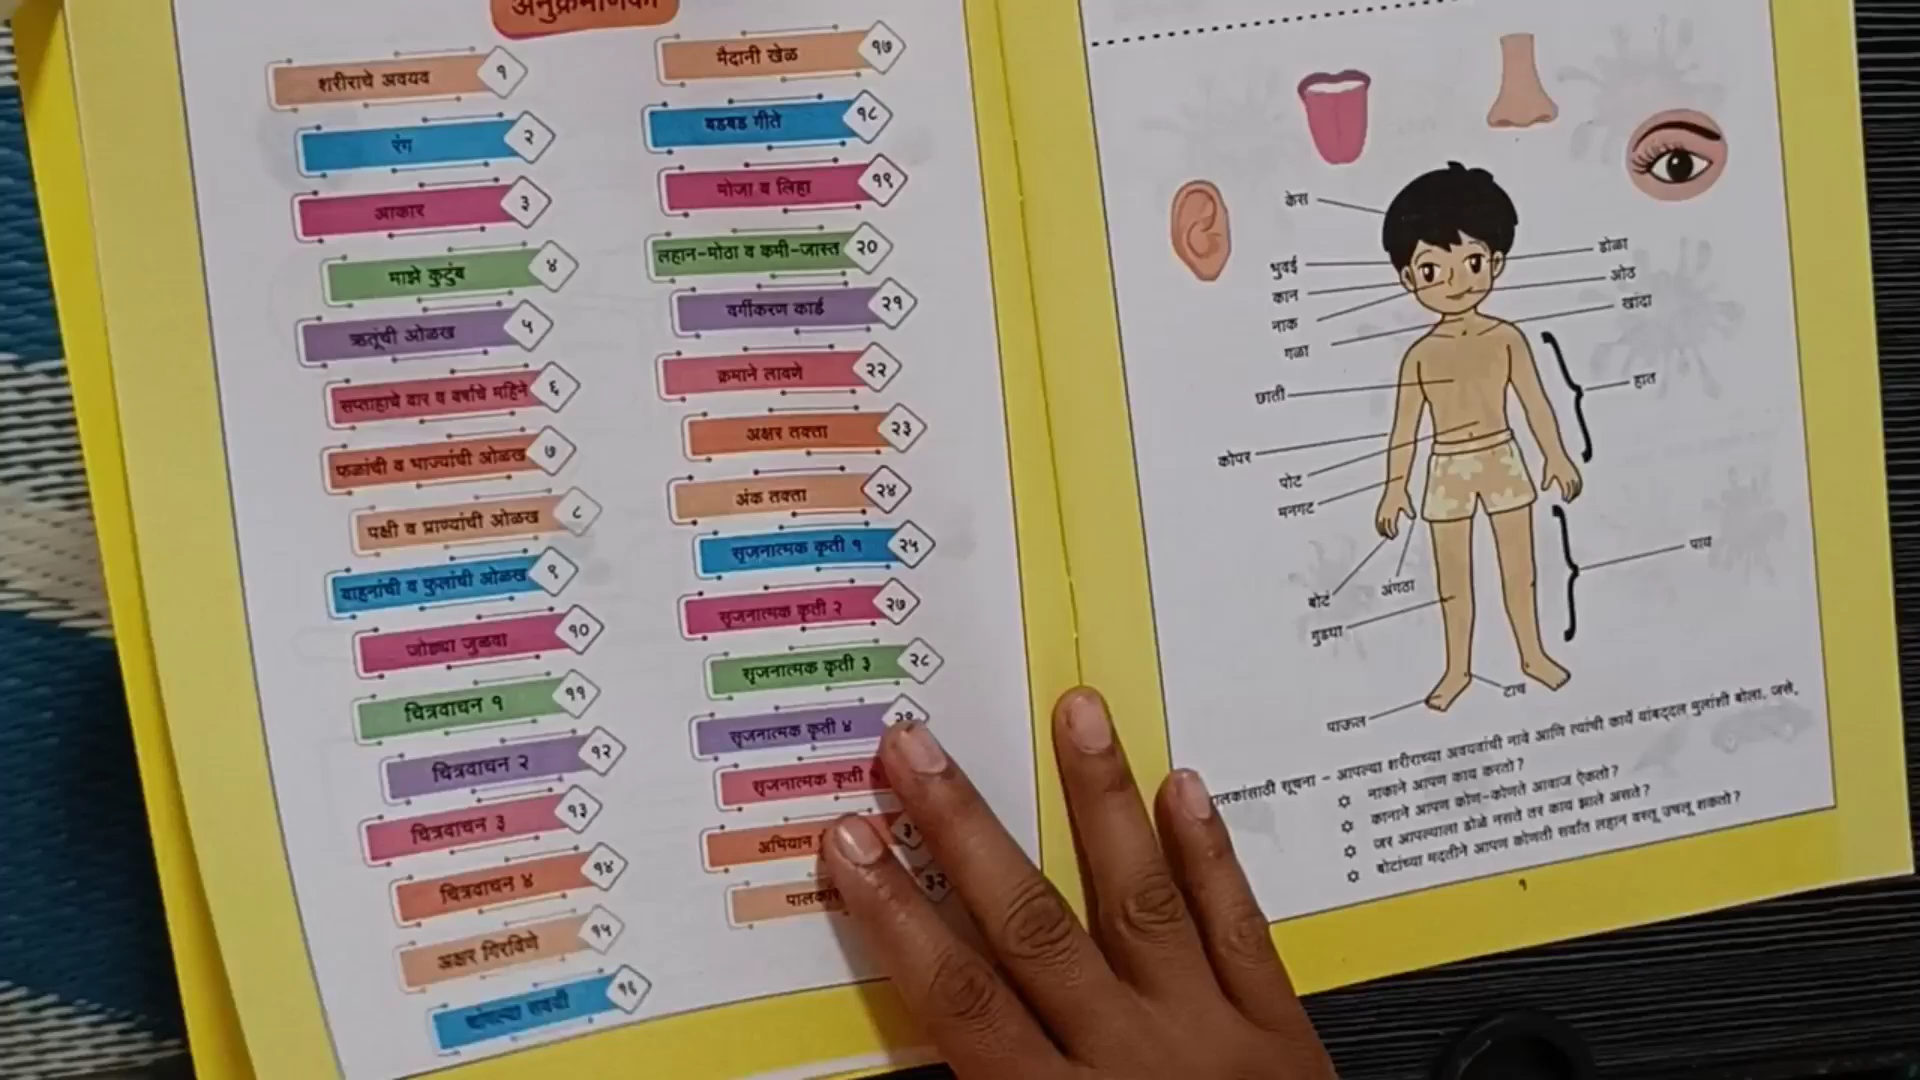 अनुक्रमणिका
शरीराचे अवयव १
रंग २
आकार ३
माझे कुटुंब ४
ऋतूंची ओळख ५
सप्ताहाचे वार व वर्षाचे महिने ६
फळांची व भाज्यांची ओळख ७
पक्षी व प्राण्यांची ओळख ८
वाहनांची व फुलांची ओळख ९
जोड्या जुळवा १०
चित्रवाचन १ ११
चित्रवाचन २ १२
चित्रवाचन ३ १३
चित्रवाचन ४ १४
अक्षर गिरविणे १५
चांगल्या सवयी १६
मैदानी खेळ १७
बडबड गीते १८
मोजा व लिहा १९
लहान-मोठा व कमी-जास्त २०
वर्गीकरण कार्ड २१
क्रमाने लावणे २२
अक्षर तक्ता २३
अंक तक्ता २४
सृजनात्मक कृती १ २५
सृजनात्मक कृती २ २७
सृजनात्मक कृती ३ २८
सृजनात्मक कृती ४ २९
सृजनात्मक कृती
अभियान
३२
केस
भुवई
कान
नाक
गळा
छाती
कोपर
पोट
मनगट
बोटं
अंगठा
गुडघा
पाऊल
टाच
डोळा
ओठ
खांदा
हात
पाय
सूचना - आपल्या शरीराच्या अवयवांची नावे आणि त्यांची कार्ये यांबद्दल मुलांशी बोला. जसे,
नाकाने आपण काय करतो?
कानाने आपण कोण-कोणते आवाज ऐकतो?
जर आपल्याला डोळे नसते तर काय झाले असते?
बोटांच्या मदतीने आपण कोणती सर्वात लहान वस्तू उचलू शकतो?
१